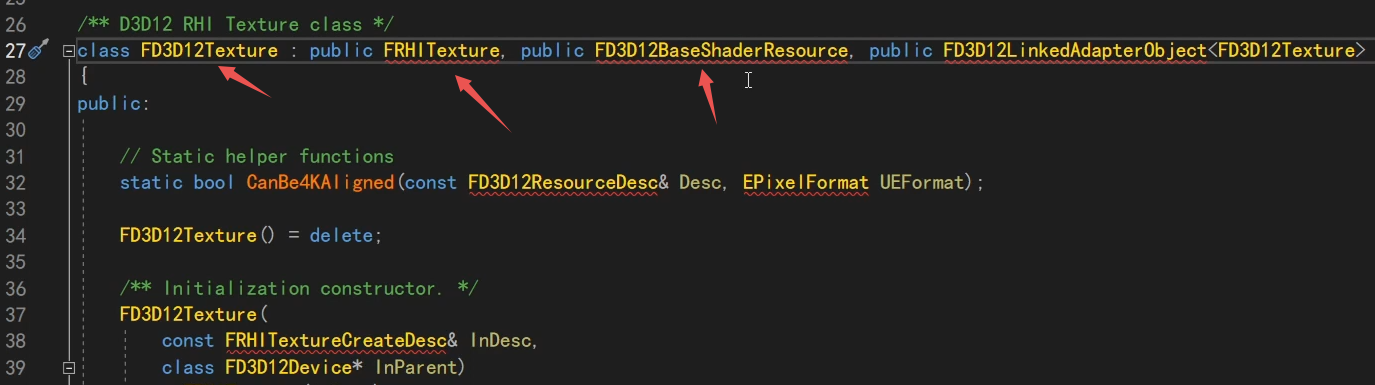 26 /** D3D12 RHI Texture class */
27 class FD3D12Texture : public FRHITexture, public FD3D12BaseShaderResource, public FD3D12LinkedAdapterObject<FD3D12Texture>
28 {
29 public:
30
31 // Static helper functions
32 static bool CanBe4KAligned(const FD3D12ResourceDesc& Desc, EPixelFormat UEFormat);
33
34 FD3D12Texture() = delete;
35
36 /** Initialization constructor. */
37 FD3D12Texture(
38 const FRHITextureCreateDesc& InDesc,
39 class FD3D12Device* InParent)